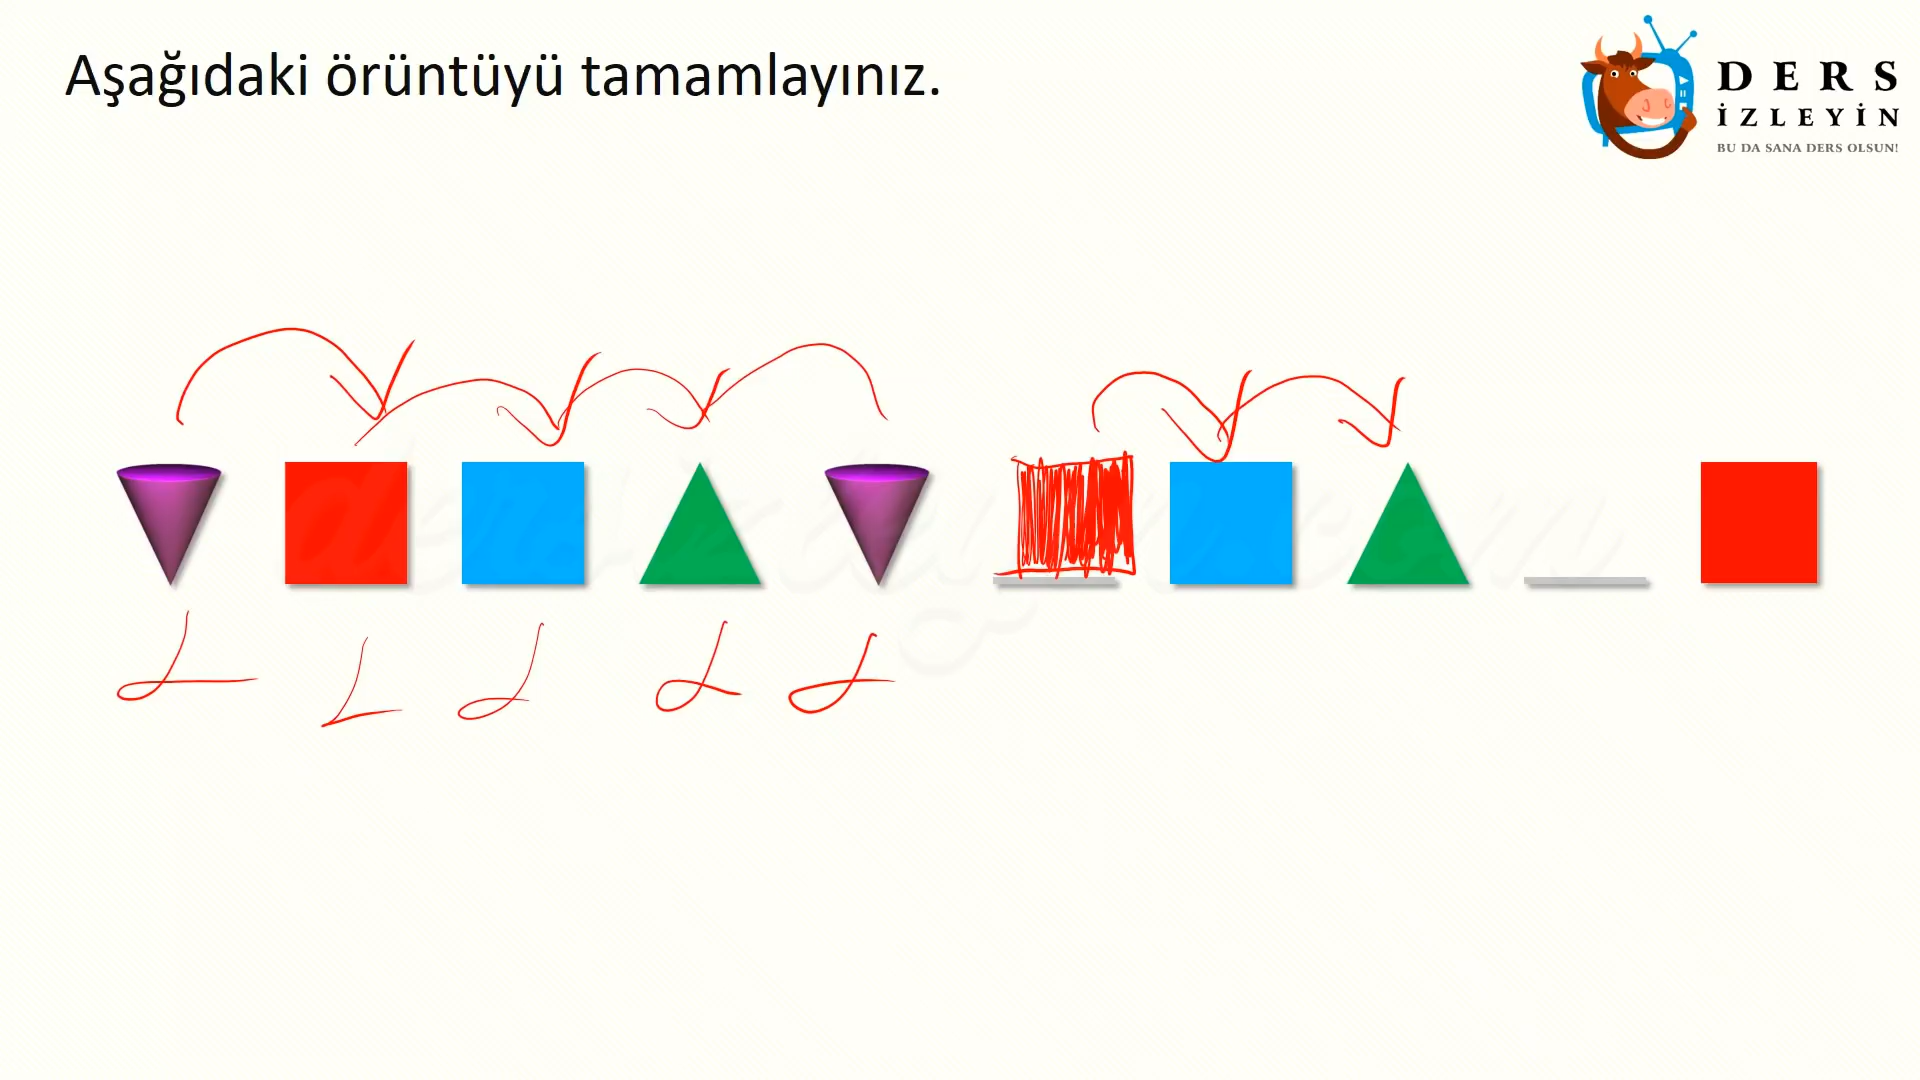 Aşağıdaki örüntüyü tamamlayınız.
DERS
İZLEYİN
BU DA SANA DERS OLSUN!